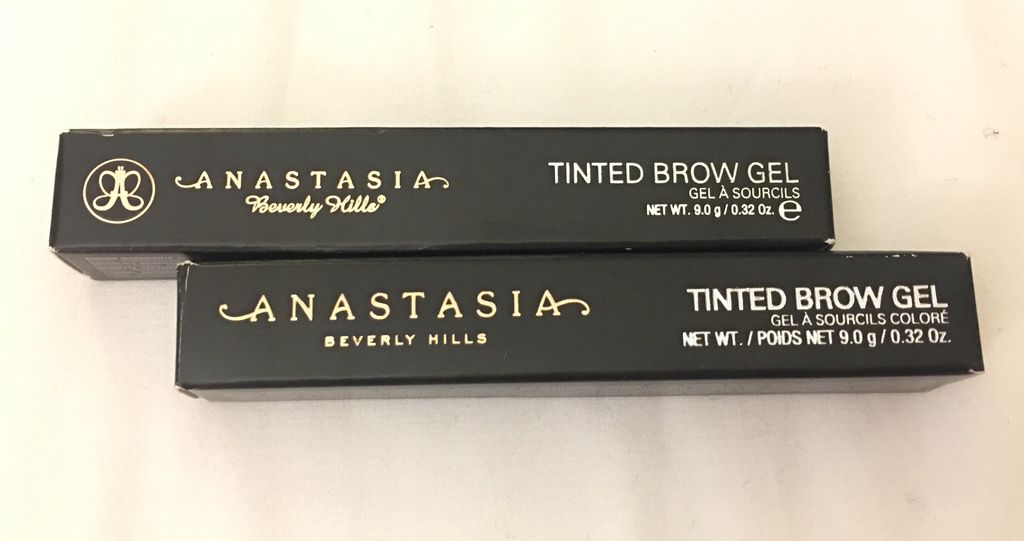 ANASTASIA
Beverly Hills®
TINTED BROW GEL
GEL À SOURCILS
NET WT. 9.0 g / 0.32 Oz. ℮
ANASTASIA
BEVERLY HILLS
TINTED BROW GEL
GEL À SOURCILS COLORÉ
NET WT. / POIDS NET 9.0 g / 0.32 Oz.